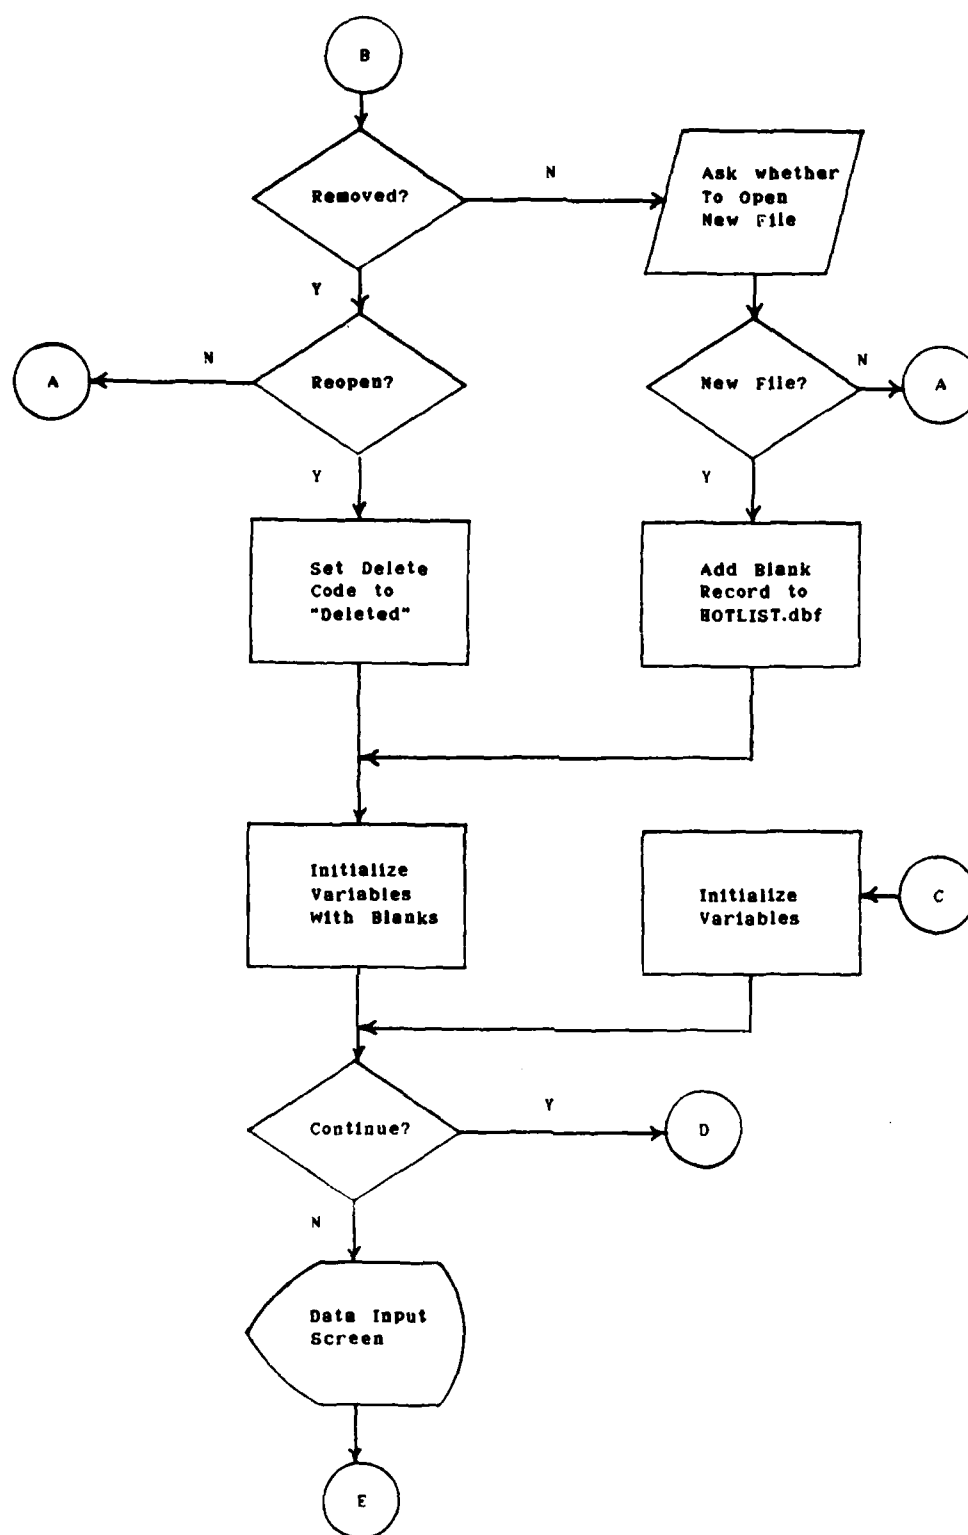 B
Removed?
N
Ask whether
To Open
New File
Y
A
N
Reopen?
New File?
N
A
Y
Y
Set Delete
Code to
"Deleted"
Add Blank
Record to
HOTLIST.dbf
Initialize
Variables
With Blanks
Initialize
Variables
C
Continue?
Y
D
N
Data Input
Screen
E